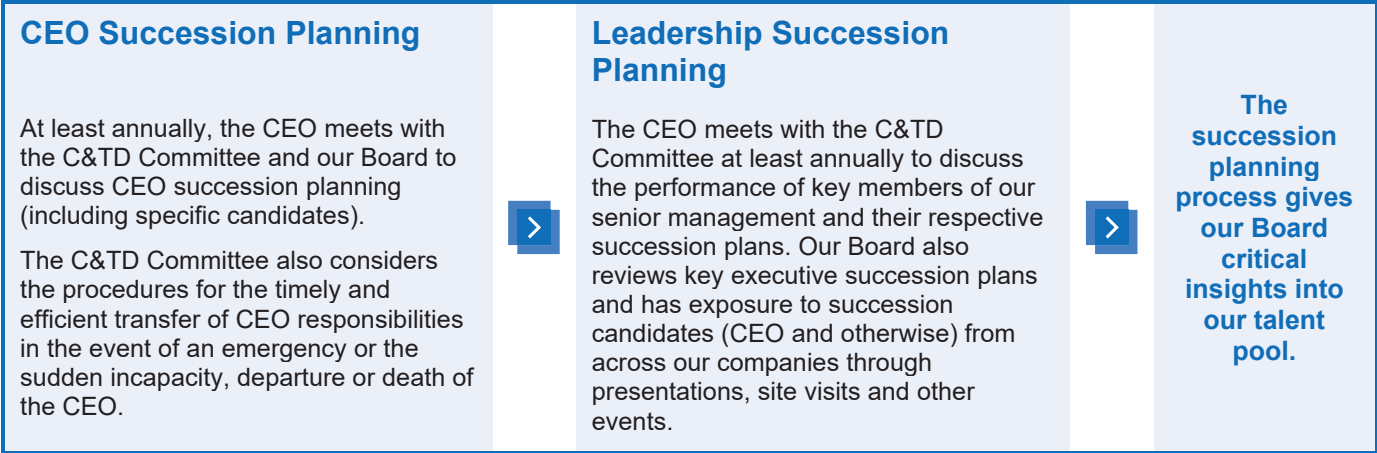 CEO Succession Planning
At least annually, the CEO meets with
the C&TD Committee and our Board to
discuss CEO succession planning
(including specific candidates).
The C&TD Committee also considers
the procedures for the timely and
efficient transfer of CEO responsibilities
in the event of an emergency or the
sudden incapacity, departure or death of
the CEO.
Leadership Succession
Planning
The CEO meets with the C&TD
Committee at least annually to discuss
the performance of key members of our
senior management and their respective
succession plans. Our Board also
reviews key executive succession plans
and has exposure to succession
candidates (CEO and otherwise) from
across our companies through
presentations, site visits and other
events.
The
succession
planning
process gives
our Board
critical
insights into
our talent
pool.